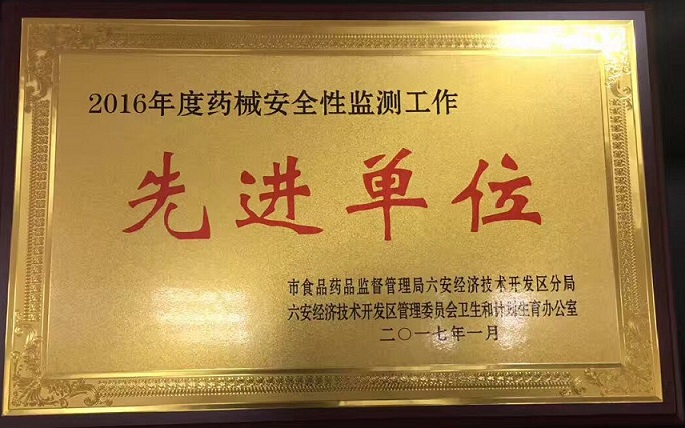 2016年度药械安全性监测工作
先进单位
市食品药品监督管理局六安经济技术开发区分局
六安经济技术开发区管理委员会卫生和计划生育办公室
二〇一七年一月